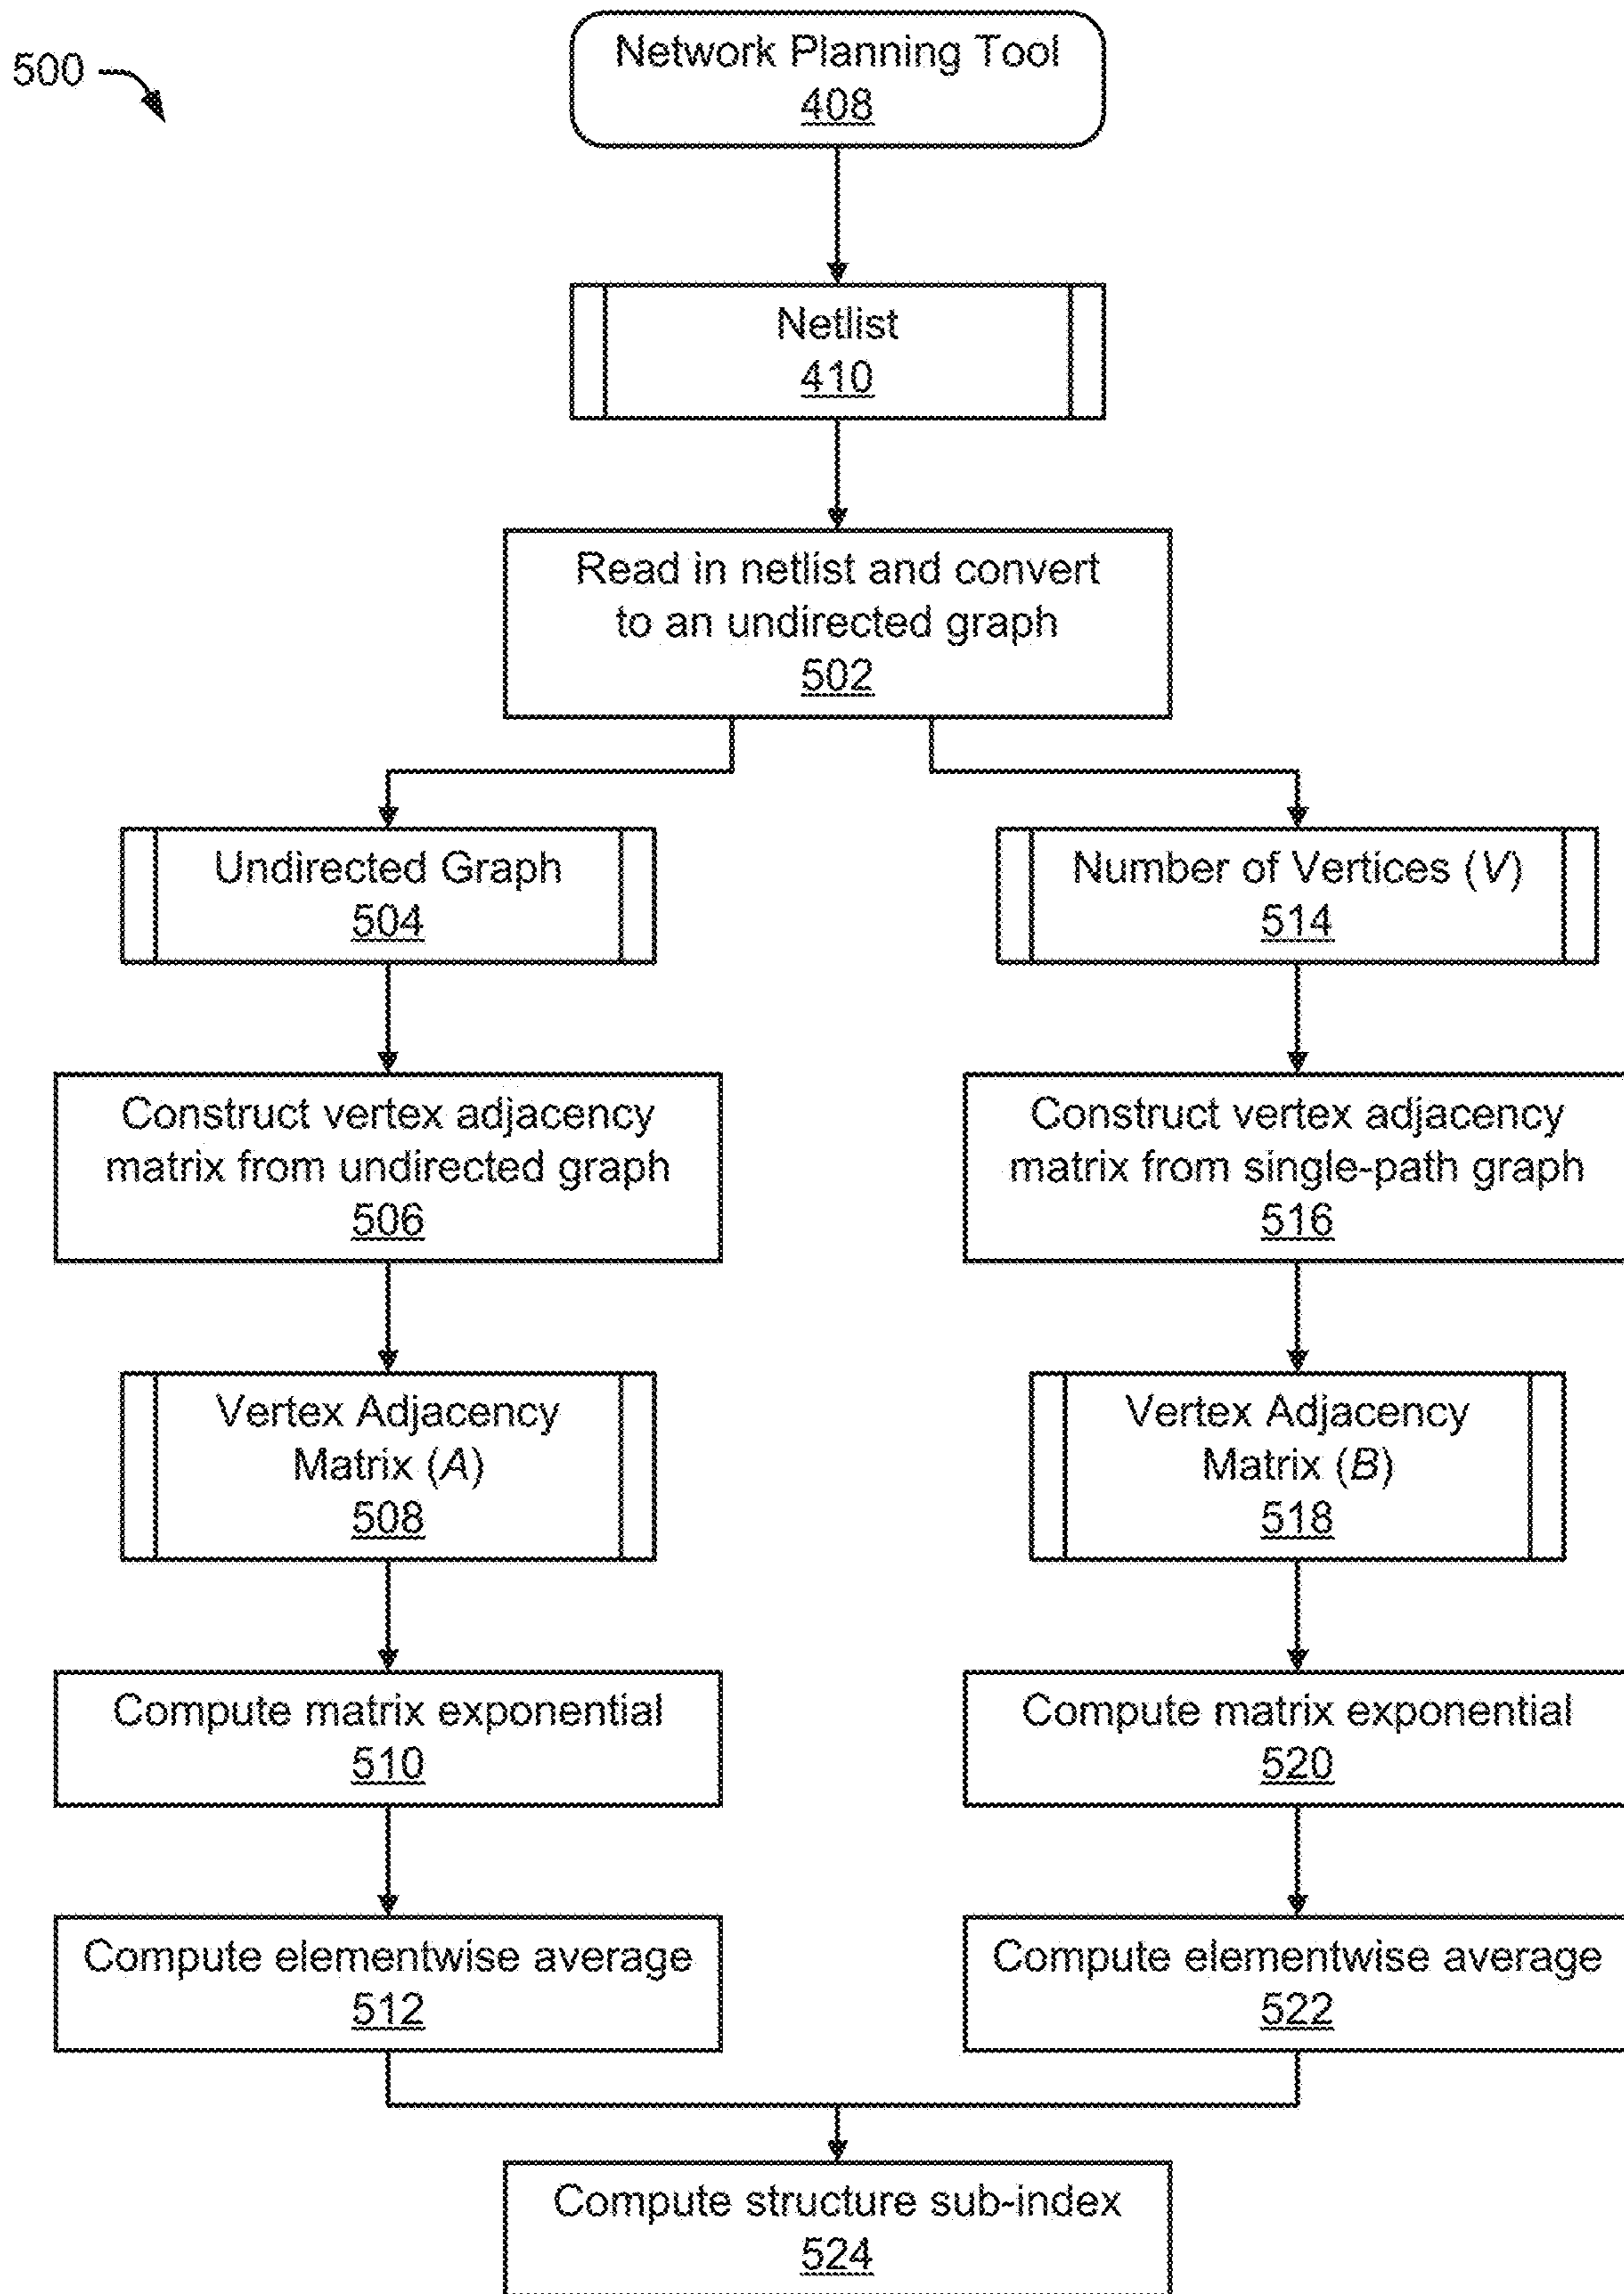 500
Network Planning Tool
408
Netlist
410
Read in netlist and convert
to an undirected graph
502
Undirected Graph
504
Number of Vertices (V)
514
Construct vertex adjacency
matrix from undirected graph
506
Construct vertex adjacency
matrix from single-path graph
516
Vertex Adjacency
Matrix (A)
508
Vertex Adjacency
Matrix (B)
518
Compute matrix exponential
510
Compute matrix exponential
520
Compute elementwise average
512
Compute elementwise average
522
Compute structure sub-index
524